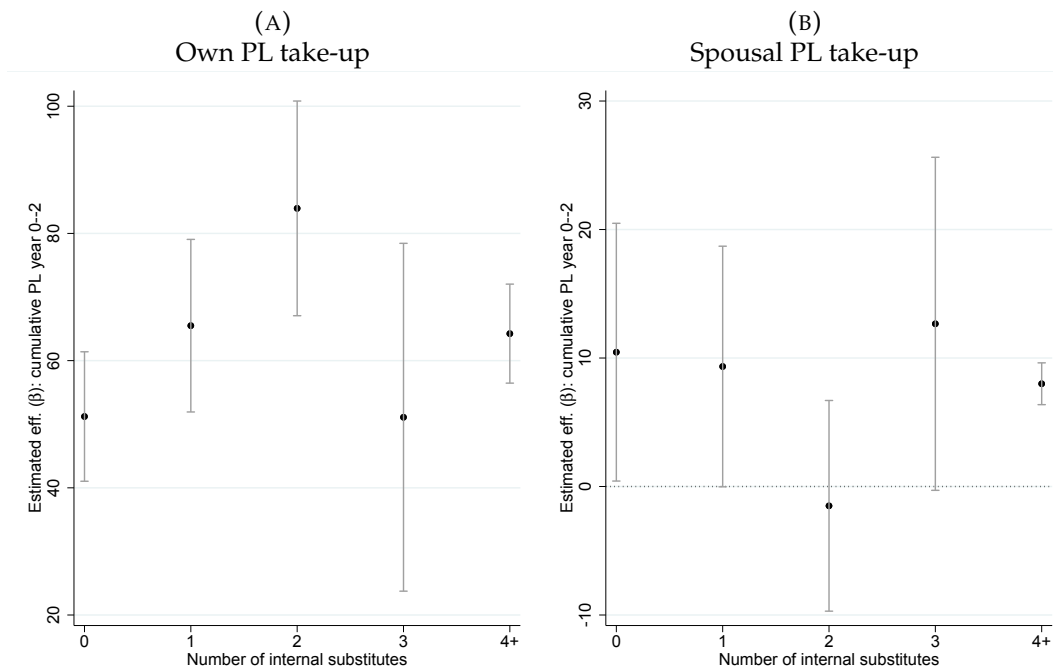 (A)
Own PL take-up
Estimated eff. (β): cumulative PL year 0--2
100
80
60
40
20
0 1 2 3 4+
Number of internal substitutes
(B)
Spousal PL take-up
Estimated eff. (β): cumulative PL year 0--2
30
20
10
0
-10
0 1 2 3 4+
Number of internal substitutes